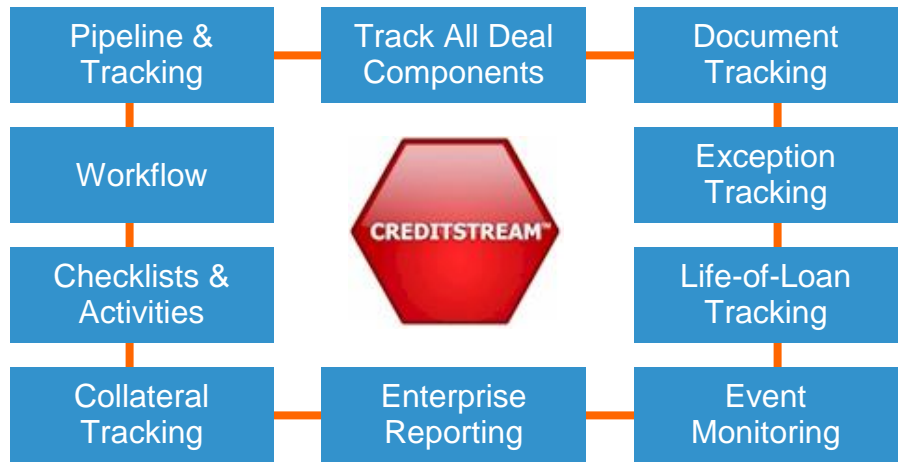 Pipeline &
Tracking
Track All Deal
Components
Document
Tracking
Workflow
CREDITSTREAM™
Exception
Tracking
Checklists &
Activities
Life-of-Loan
Tracking
Collateral
Tracking
Enterprise
Reporting
Event
Monitoring